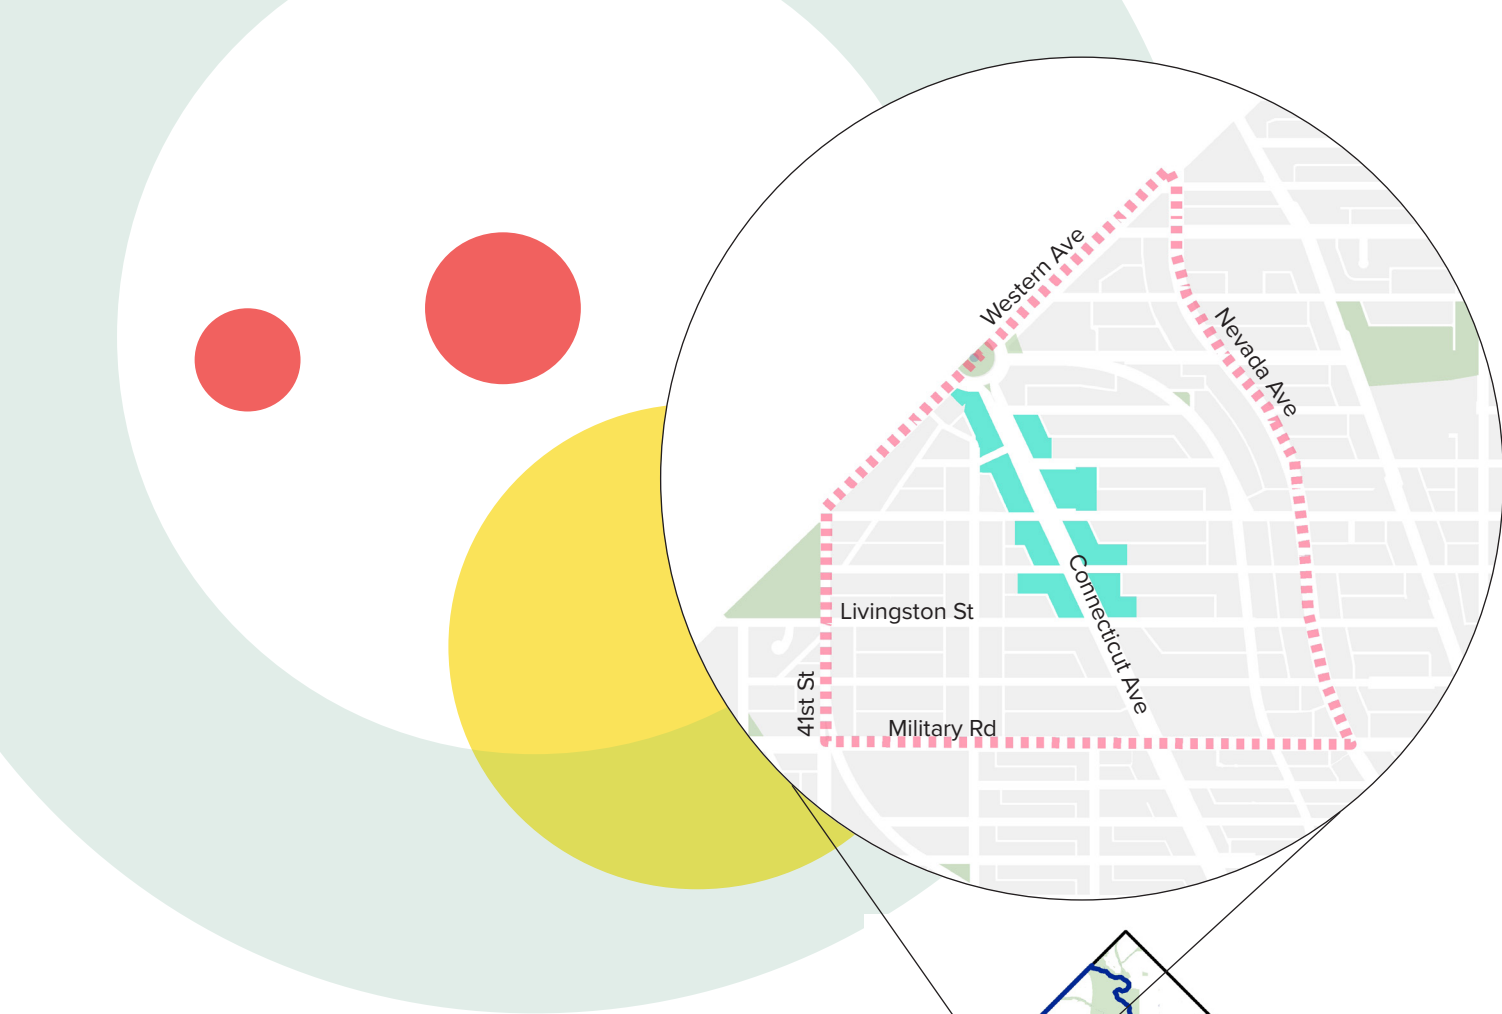 Western Ave
Nevada Ave
Connecticut Ave
Livingston St
41st St
Military Rd